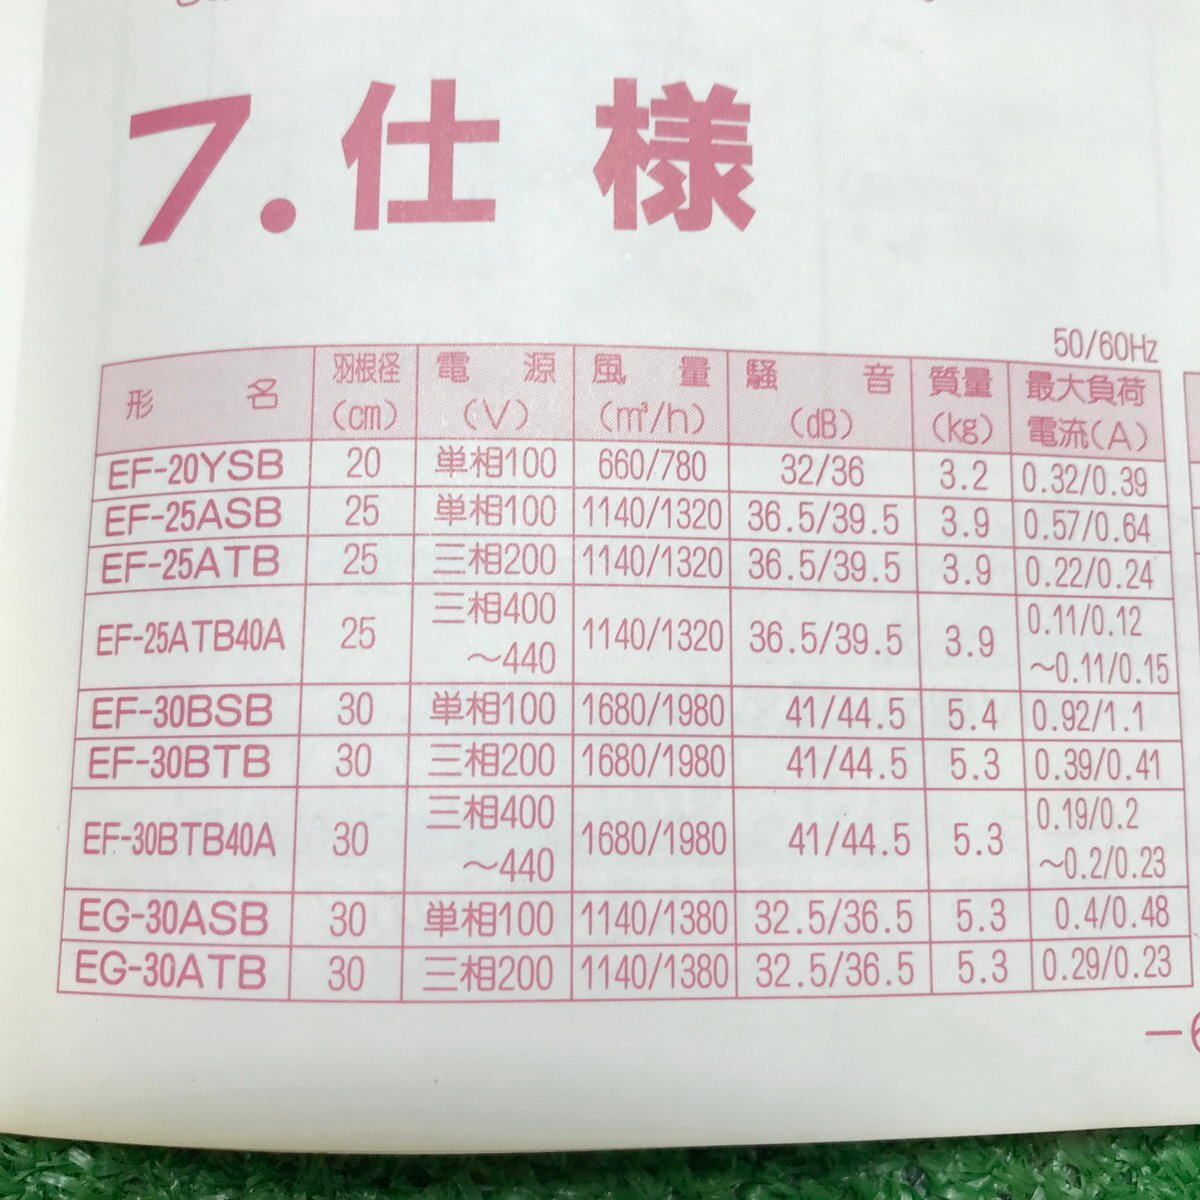 7. 仕様
50/60Hz
形名 羽根径(cm) 電源(V) 風量(m³/h) 騒音(dB) 質量(kg) 最大負荷電流(A)
EF-20YSB 20 単相100 660/780 32/36 3.2 0.32/0.39
EF-25ASB 25 単相100 1140/1320 36.5/39.5 3.9 0.57/0.64
EF-25ATB 25 三相200 1140/1320 36.5/39.5 3.9 0.22/0.24
EF-25ATB40A 25 三相400～440 1140/1320 36.5/39.5 3.9 0.11/0.12～0.11/0.15
EF-30BSB 30 単相100 1680/1980 41/44.5 5.4 0.92/1.1
EF-30BTB 30 三相200 1680/1980 41/44.5 5.3 0.39/0.41
EF-30BTB40A 30 三相400～440 1680/1980 41/44.5 5.3 0.19/0.2～0.2/0.23
EG-30ASB 30 単相100 1140/1380 32.5/36.5 5.3 0.4/0.48
EG-30ATB 30 三相200 1140/1380 32.5/36.5 5.3 0.29/0.23